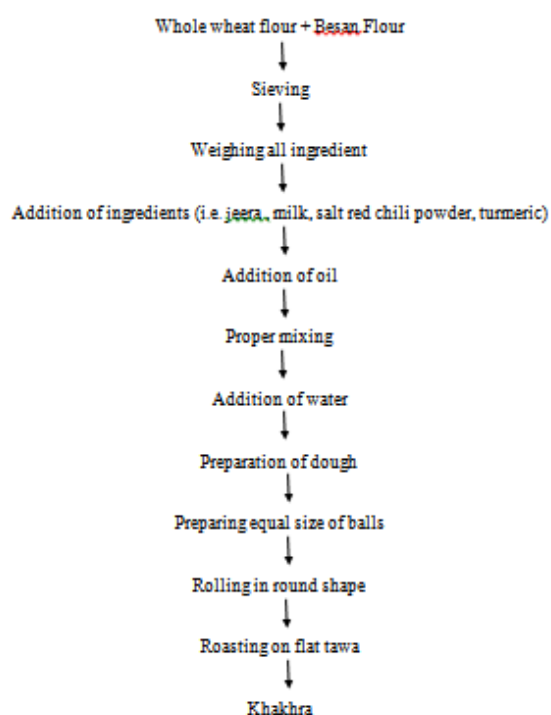 Whole wheat flour + Besan Flour
Sieving
Weighing all ingredient
Addition of ingredients (i.e. jeera., milk, salt red chili powder, turmeric)
Addition of oil
Proper mixing
Addition of water
Preparation of dough
Preparing equal size of balls
Rolling in round shape
Roasting on flat tawa
Khakhra